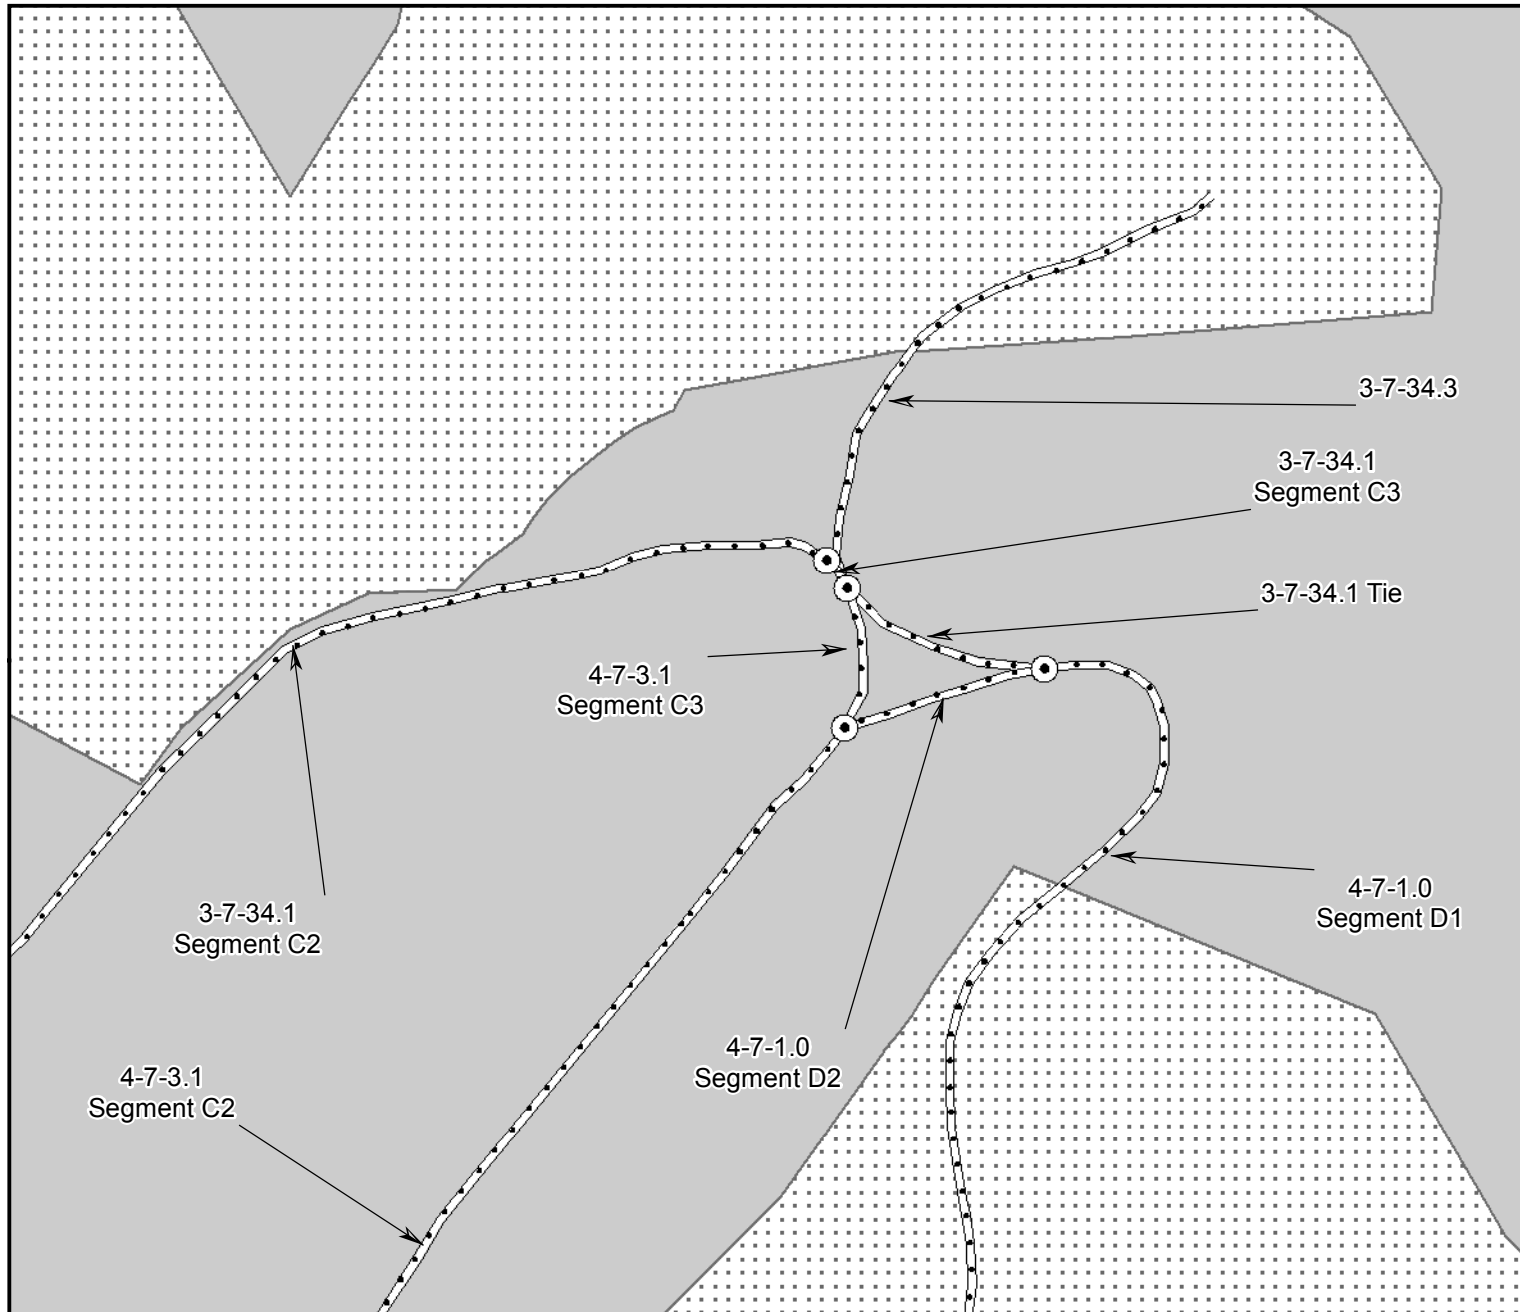 3-7-34.3
3-7-34.1
Segment C3
3-7-34.1 Tie
4-7-3.1
Segment C3
4-7-1.0
Segment D1
3-7-34.1
Segment C2
4-7-1.0
Segment D2
4-7-3.1
Segment C2